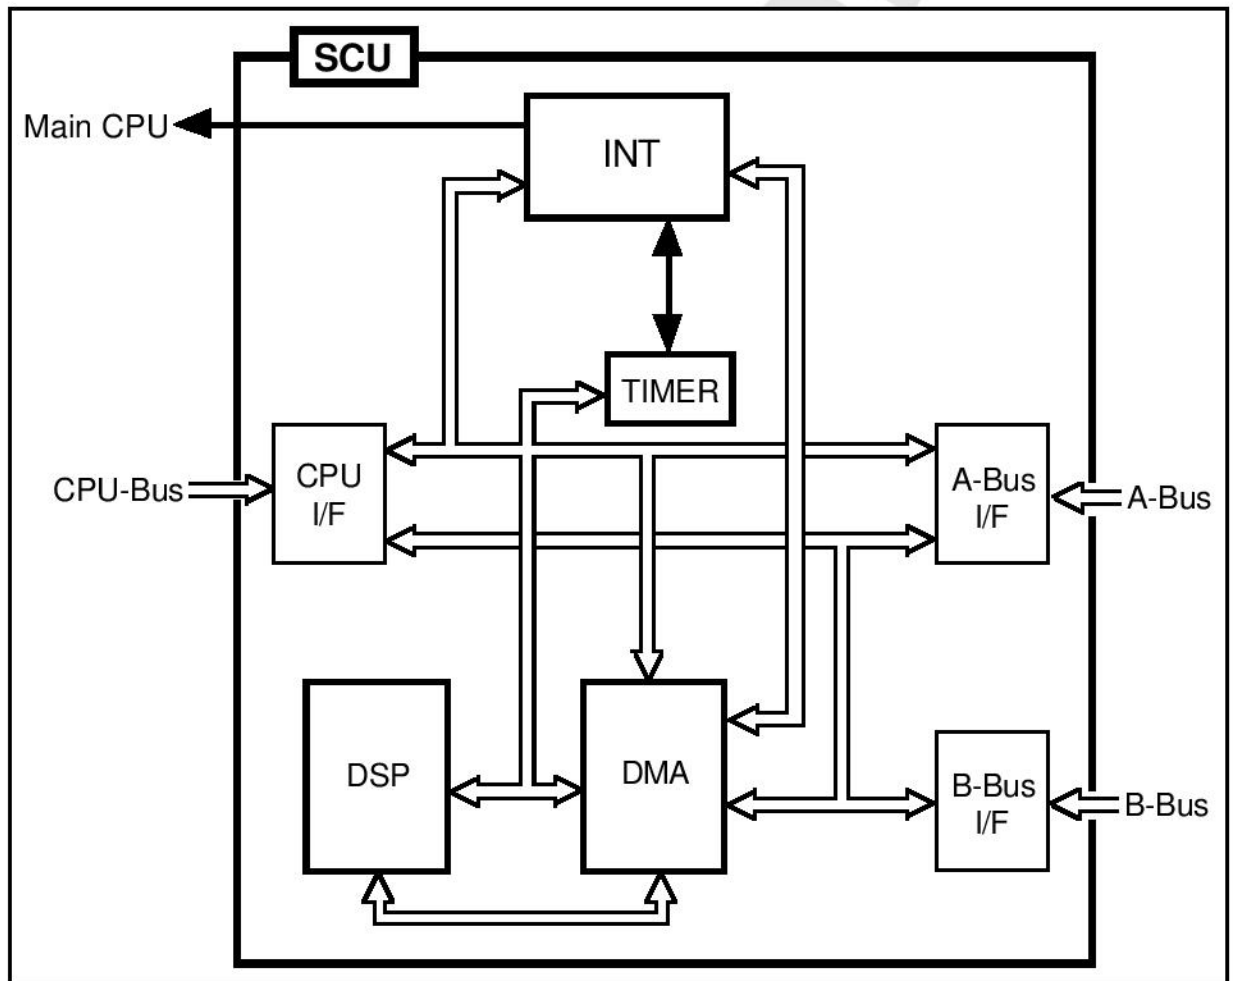 SCU
Main CPU
INT
TIMER
CPU
I/F
CPU-Bus
A-Bus
I/F
A-Bus
DSP
DMA
B-Bus
I/F
B-Bus